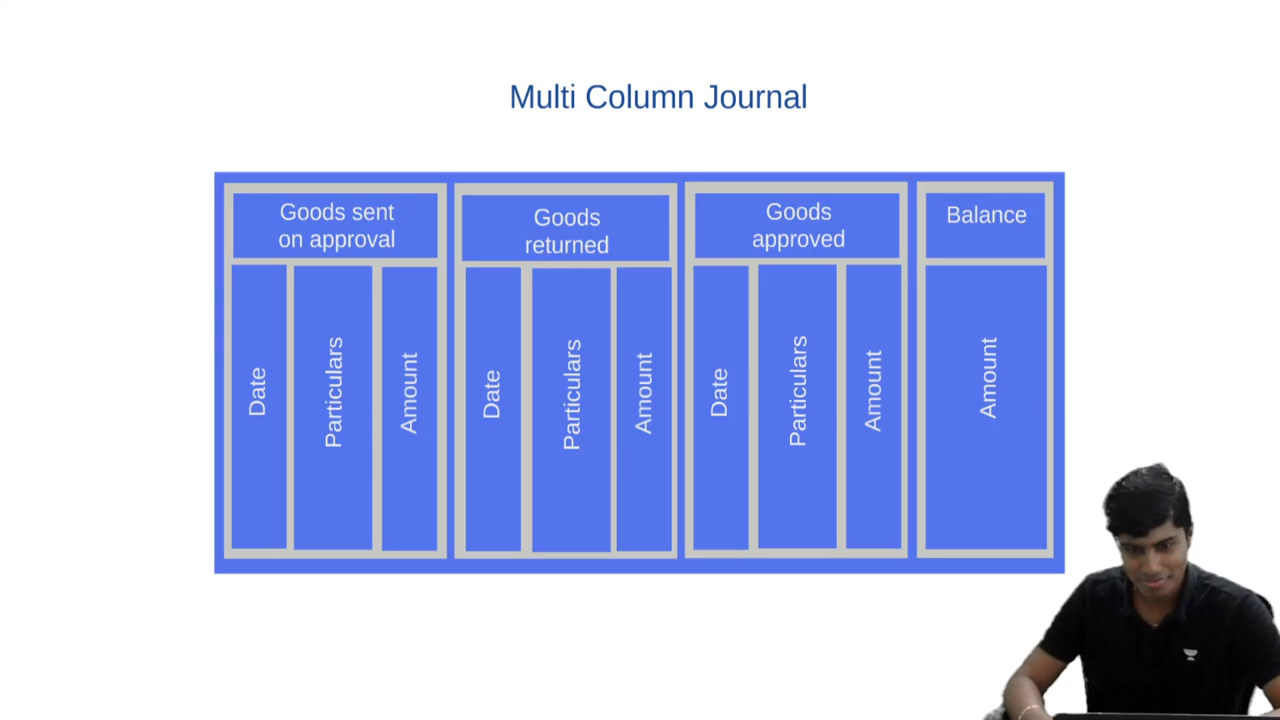 Multi Column Journal
Goods sent
on approval
Goods
returned
Goods
approved
Balance
Date
Particulars
Amount
Date
Particulars
Amount
Date
Particulars
Amount
Amount